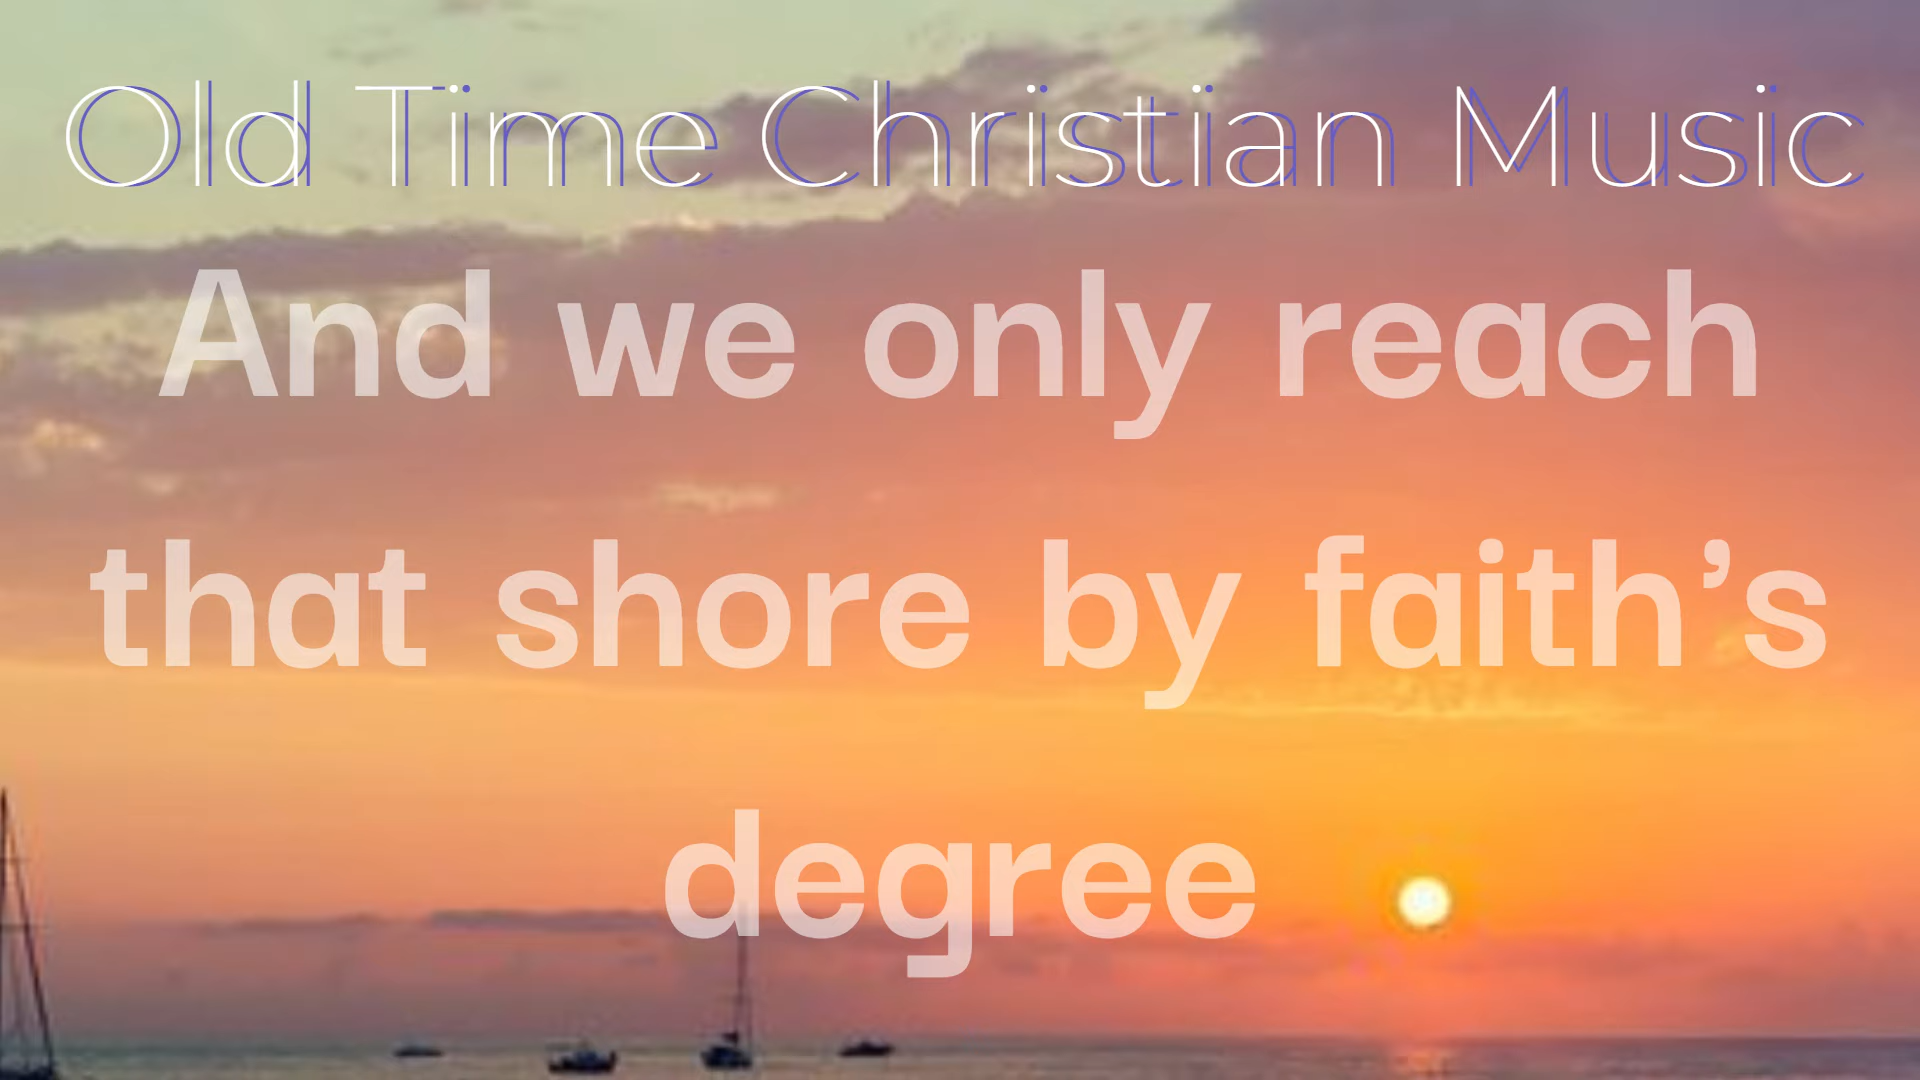 Old Time Christian Music
And we only reach
that shore by faith’s
degree